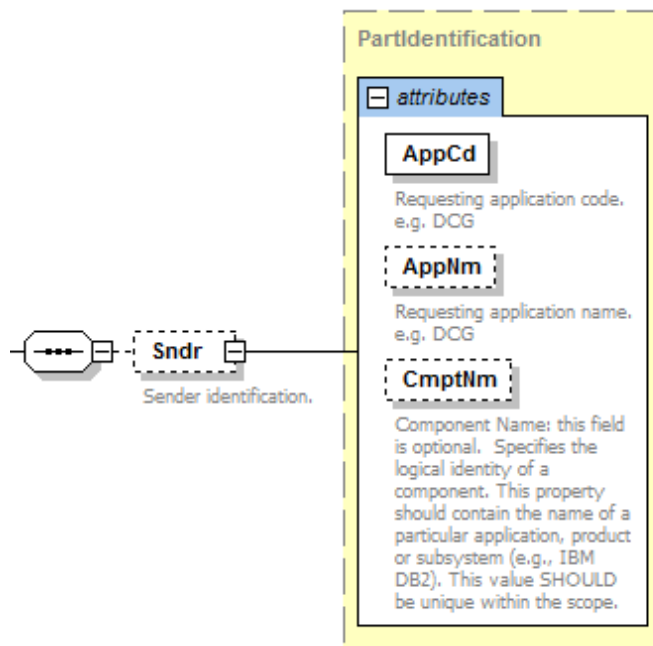 PartIdentification
attributes
AppCd
Requesting application code.
e.g. DCG
AppNm
Requesting application name.
e.g. DCG
Sndr
Sender identification.
CmptNm
Component Name: this field
is optional.  Specifies the
logical identity of a
component. This property
should contain the name of a
particular application, product
or subsystem (e.g., IBM
DB2). This value SHOULD
be unique within the scope.